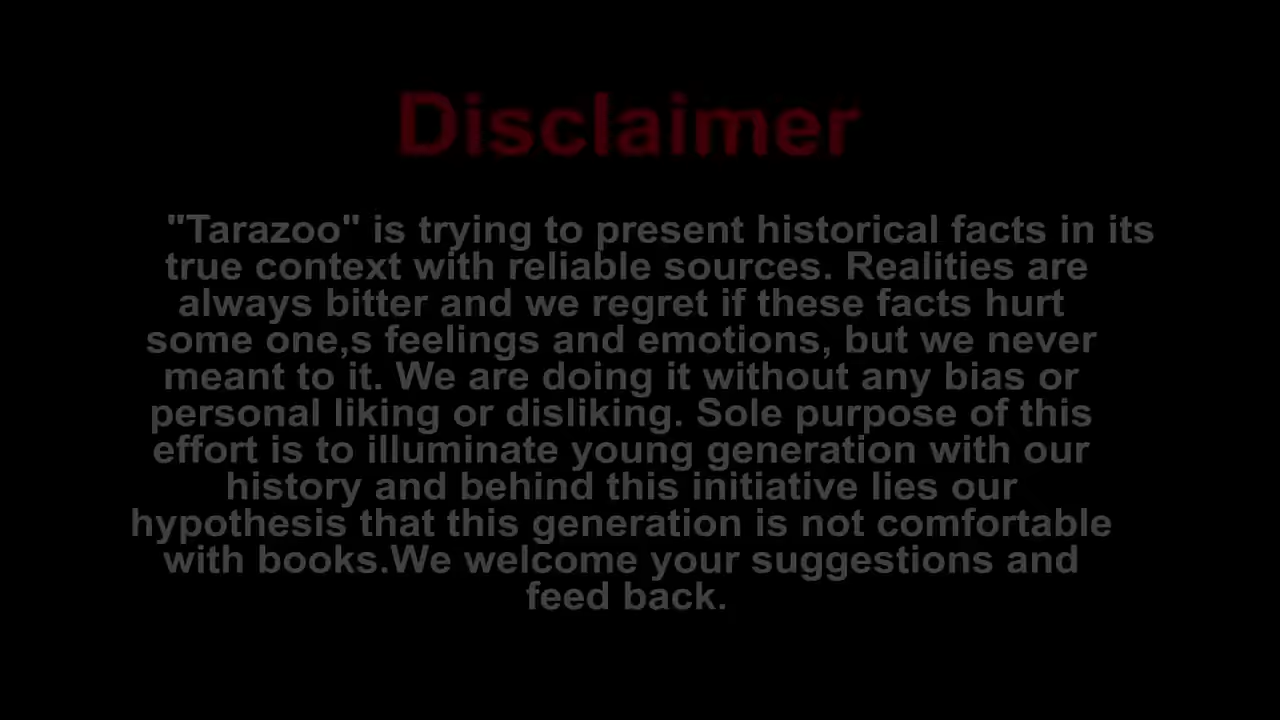 Disclaimer
"Tarazoo" is trying to present historical facts in its
true context with reliable sources. Realities are
always bitter and we regret if these facts hurt
some one,s feelings and emotions, but we never
meant to it. We are doing it without any bias or
personal liking or disliking. Sole purpose of this
effort is to illuminate young generation with our
history and behind this initiative lies our
hypothesis that this generation is not comfortable
with books.We welcome your suggestions and
feed back.